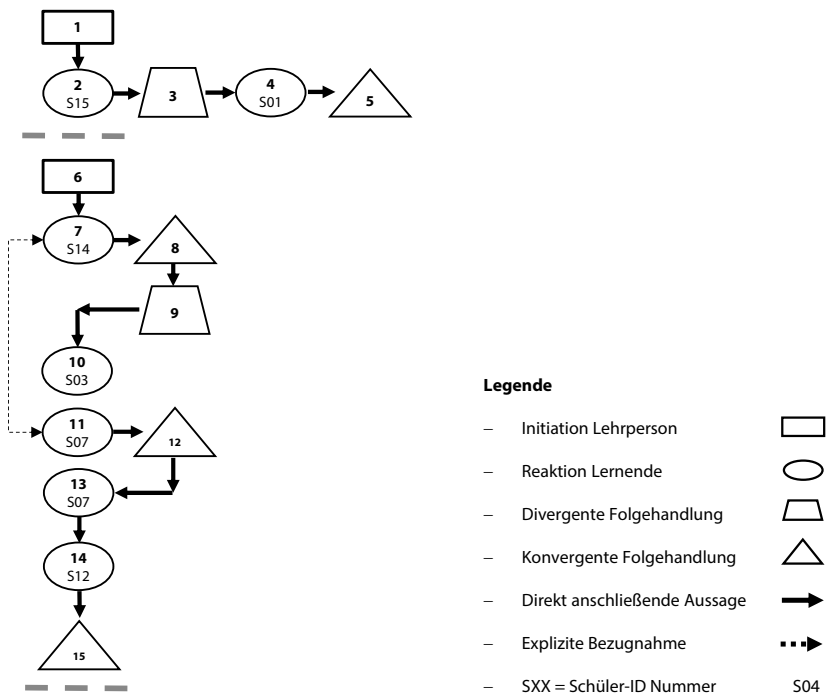 1
2
S15
3
4
S01
5
6
7
S14
8
9
10
S03
11
S07
12
13
S07
14
S12
15
Legende
– Initiation Lehrperson
– Reaktion Lernende
– Divergente Folgehandlung
– Konvergente Folgehandlung
– Direkt anschließende Aussage
– Explizite Bezugnahme
– SXX = Schüler-ID Nummer S04